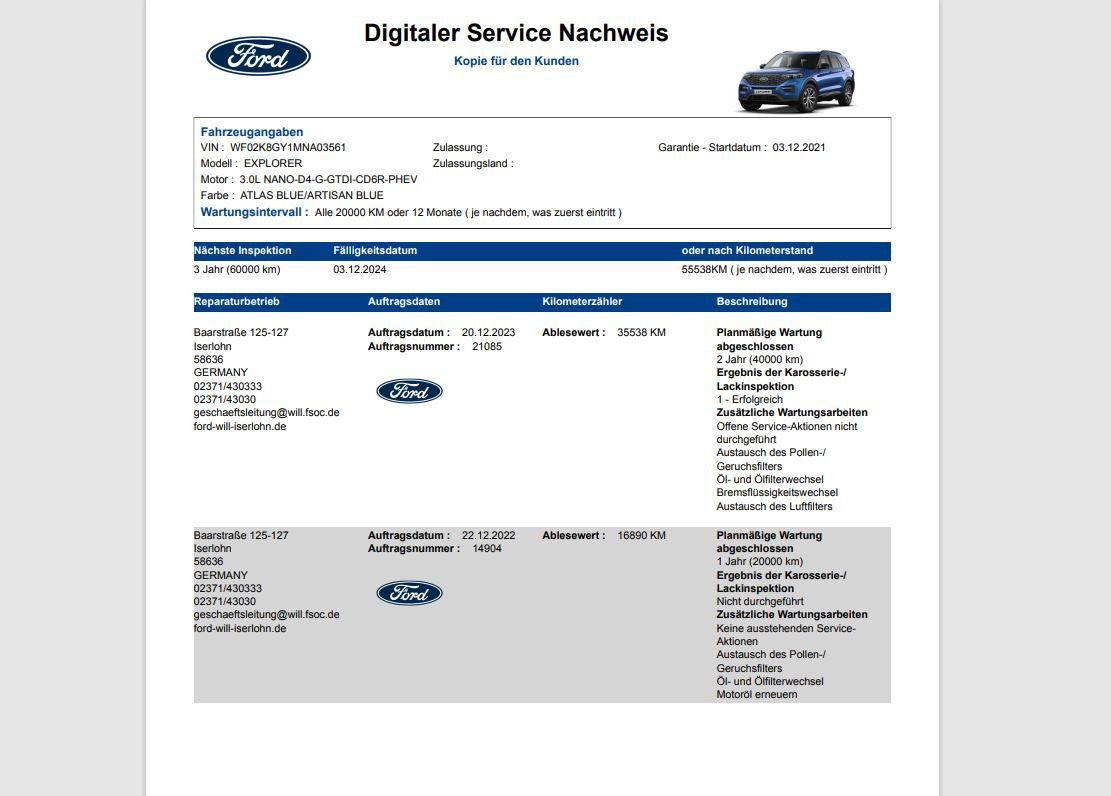 Ford
Digitaler Service Nachweis
Kopie für den Kunden
Fahrzeugangaben
VIN : WF02K8GY1MNA03561 Zulassung : Garantie - Startdatum : 03.12.2021
Modell : EXPLORER Zulassungsland :
Motor : 3.0L NANO-D4-G-GTDI-CD6R-PHEV
Farbe : ATLAS BLUE/ARTISAN BLUE
Wartungsintervall : Alle 20000 KM oder 12 Monate ( je nachdem, was zuerst eintritt )
Nächste Inspektion Fälligkeitsdatum oder nach Kilometerstand
3 Jahr (60000 km) 03.12.2024 55538KM ( je nachdem, was zuerst eintritt )
Reparaturbetrieb Auftragsdaten Kilometerzähler Beschreibung
Baarstraße 125-127
Iserlohn
58636
GERMANY
02371/430333
02371/43030
geschaeftsleitung@will.fsoc.de
ford-will-iserlohn.de
Auftragsdatum : 20.12.2023
Auftragsnummer : 21085
Ford
Ablesewert : 35538 KM
Planmäßige Wartung
abgeschlossen
2 Jahr (40000 km)
Ergebnis der Karosserie-/
Lackinspektion
1 - Erfolgreich
Zusätzliche Wartungsarbeiten
Offene Service-Aktionen nicht
durchgeführt
Austausch des Pollen-/
Geruchsfilters
Öl- und Ölfilterwechsel
Bremsflüssigkeitswechsel
Austausch des Luftfilters
Baarstraße 125-127
Iserlohn
58636
GERMANY
02371/430333
02371/43030
geschaeftsleitung@will.fsoc.de
ford-will-iserlohn.de
Auftragsdatum : 22.12.2022
Auftragsnummer : 14904
Ford
Ablesewert : 16890 KM
Planmäßige Wartung
abgeschlossen
1 Jahr (20000 km)
Ergebnis der Karosserie-/
Lackinspektion
Nicht durchgeführt
Zusätzliche Wartungsarbeiten
Keine ausstehenden Service-
Aktionen
Austausch des Pollen-/
Geruchsfilters
Öl- und Ölfilterwechsel
Motoröl erneuern